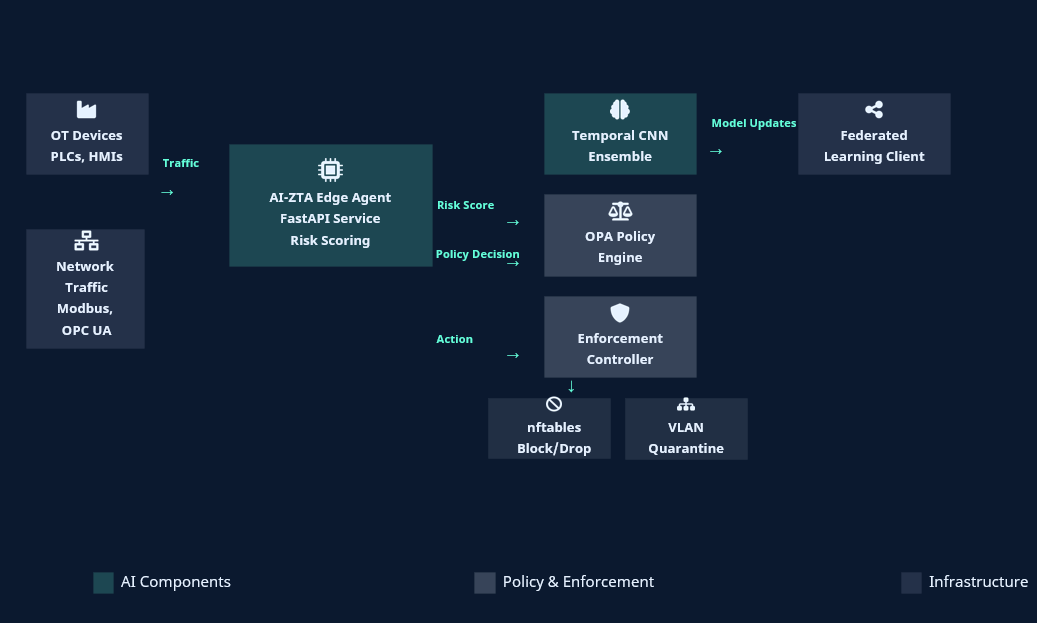 OT Devices
PLCs, HMIs
Traffic
Network
Traffic
Modbus,
OPC UA
AI-ZTA Edge Agent
FastAPI Service
Risk Scoring
Risk Score
→
Policy Decision
→
Action
→
Temporal CNN
Ensemble
Model Updates
→
Federated
Learning Client
OPA Policy
Engine
Enforcement
Controller
↓
nftables
Block/Drop
VLAN
Quarantine
AI Components
Policy & Enforcement
Infrastructure